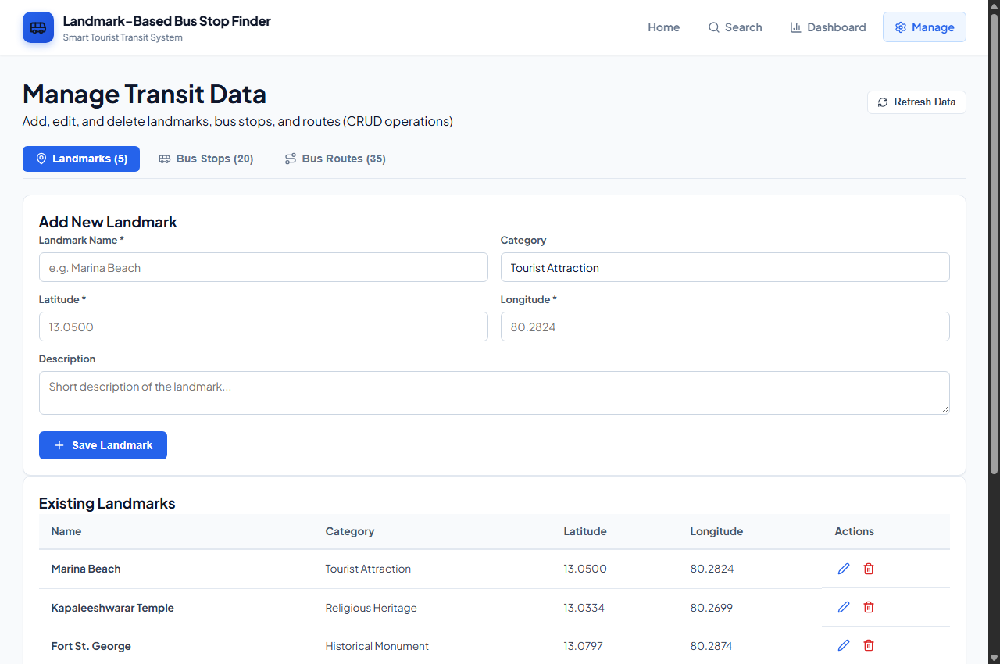 Landmark-Based Bus Stop Finder
Smart Tourist Transit System
Home
Search
Dashboard
Manage
Manage Transit Data
Add, edit, and delete landmarks, bus stops, and routes (CRUD operations)
Refresh Data
Landmarks (5)
Bus Stops (20)
Bus Routes (35)
Add New Landmark
Landmark Name *
Category
e.g. Marina Beach
Tourist Attraction
Latitude *
Longitude *
13.0500
80.2824
Description
Short description of the landmark...
+ Save Landmark
Existing Landmarks
Name Category Latitude Longitude Actions
Marina Beach Tourist Attraction 13.0500 80.2824
Kapaleeshwarar Temple Religious Heritage 13.0334 80.2699
Fort St. George Historical Monument 13.0797 80.2874